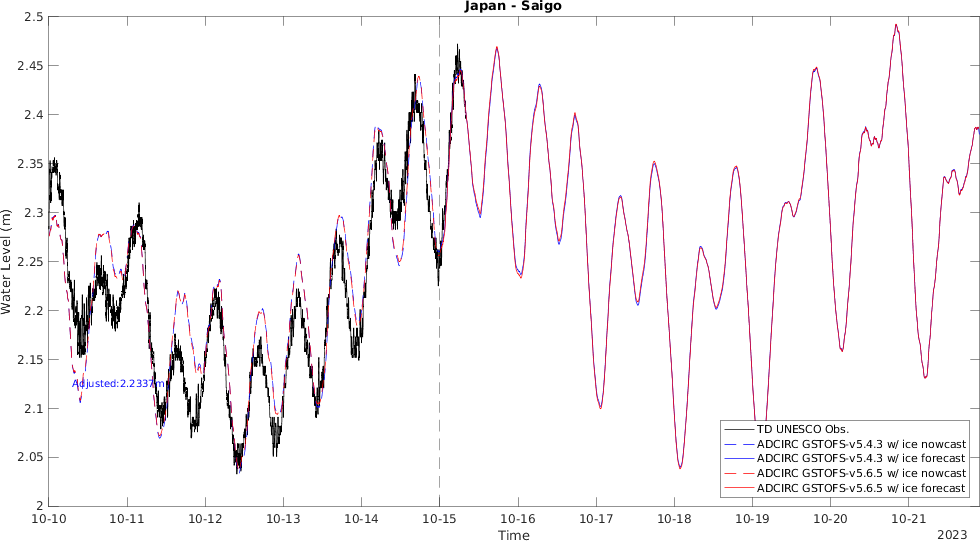 Japan - Saigo
2.5
2.45
2.4
2.35
2.3
2.25
2.2
2.15
2.1
2.05
2
Water Level (m)
Adjusted:2.2337m
TD UNESCO Obs.
ADCIRC GSTOFS-v5.4.3 w/ ice nowcast
ADCIRC GSTOFS-v5.4.3 w/ ice forecast
ADCIRC GSTOFS-v5.6.5 w/ ice nowcast
ADCIRC GSTOFS-v5.6.5 w/ ice forecast
10-10 10-11 10-12 10-13 10-14 10-15 10-16 10-17 10-18 10-19 10-20 10-21
Time
2023